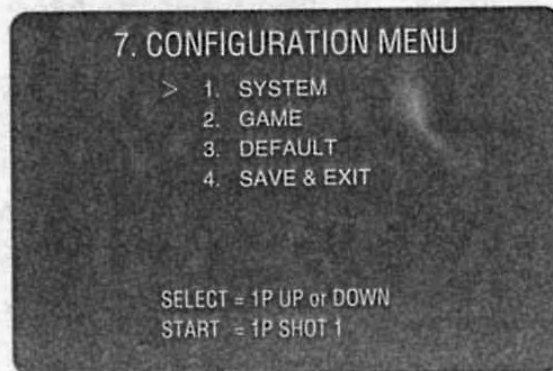 7. CONFIGURATION MENU
> 1. SYSTEM
2. GAME
3. DEFAULT
4. SAVE & EXIT
SELECT = 1P UP or DOWN
START = 1P SHOT 1